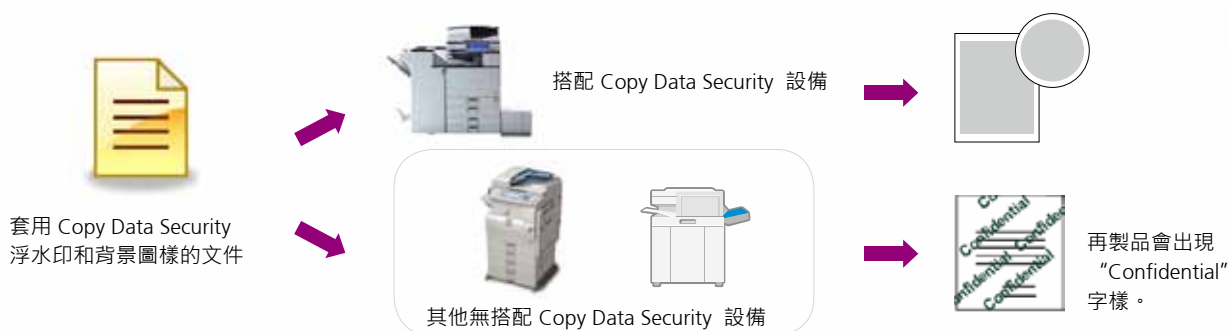 搭配 Copy Data Security 設備
套用 Copy Data Security
浮水印和背景圖樣的文件
其他無搭配 Copy Data Security 設備
Confidential
Confidential
Confidential
再製品會出現
“Confidential”
字樣。